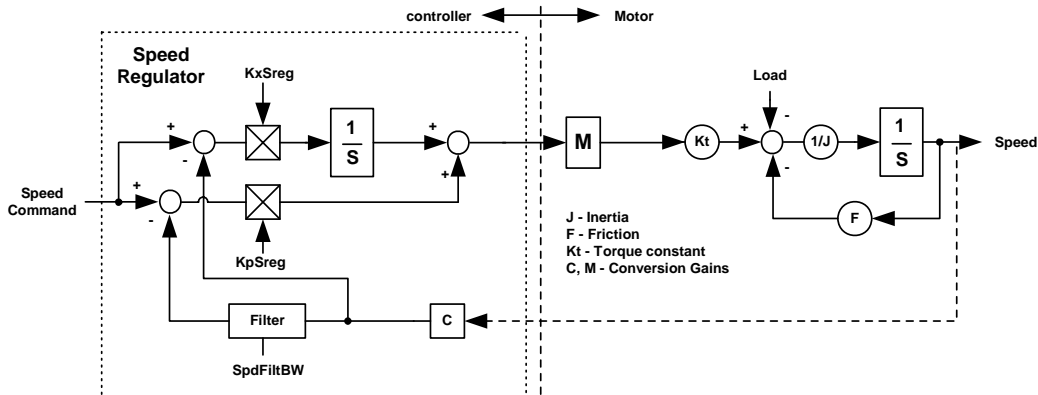 controller
Motor
Speed
Regulator
KxSreg
Load
+
-
1
S
+
+
M
Kt
+
-
-
1/J
1
S
Speed
Speed
Command
+
-
KpSreg
F
J - Inertia
F - Friction
Kt - Torque constant
C, M - Conversion Gains
Filter
C
SpdFiltBW